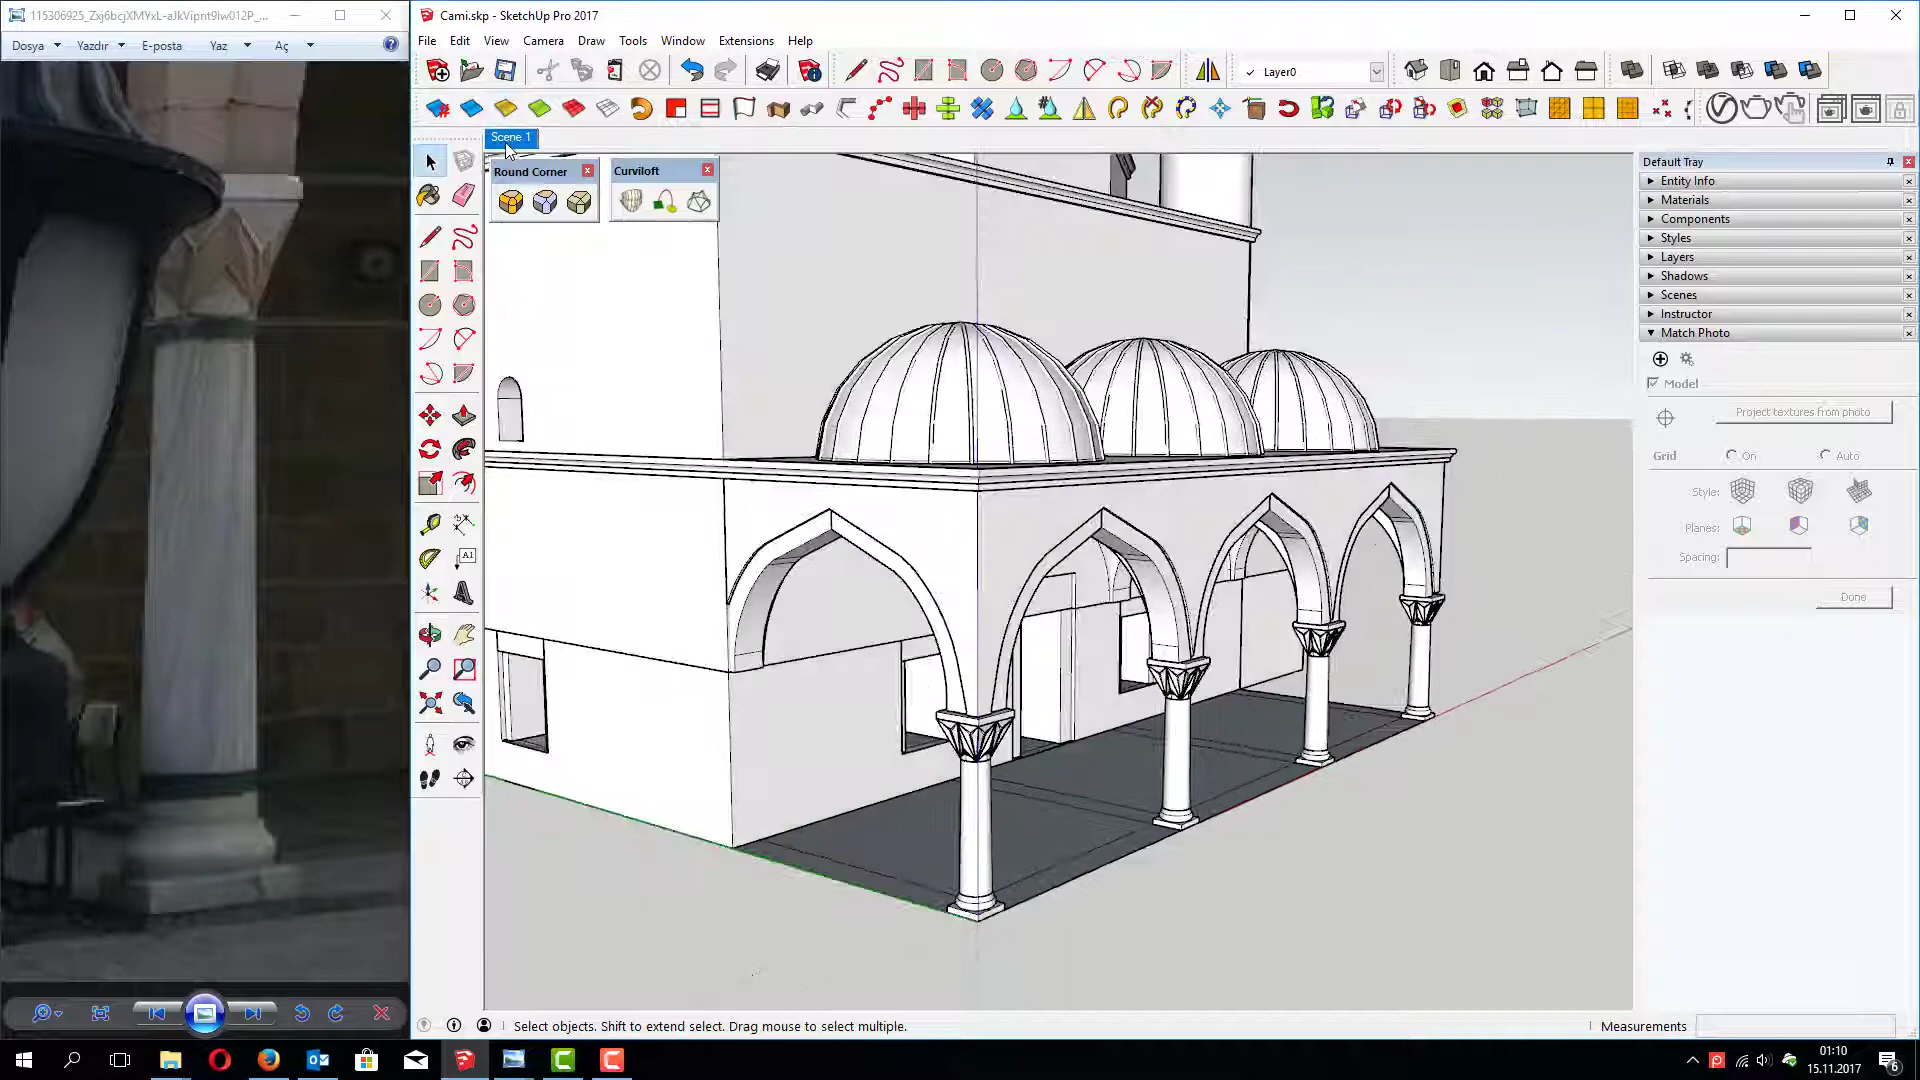 115306925_Zxj6bcjXMYxL-aJkVipnt9lw012P_...
Dosya
Yazdır
E-posta
Yaz
Aç
Cami.skp - SketchUp Pro 2017
File
Edit
View
Camera
Draw
Tools
Window
Extensions
Help
Layer0
Scene 1
Round Corner
Curviloft
A1
Default Tray
Entity Info
Materials
Components
Styles
Layers
Shadows
Scenes
Instructor
Match Photo
Model
Project textures from photo
Grid
On
Auto
Style:
Planes:
Spacing:
Done
Select objects. Shift to extend select. Drag mouse to select multiple.
Measurements
01:10
15.11.2017
6